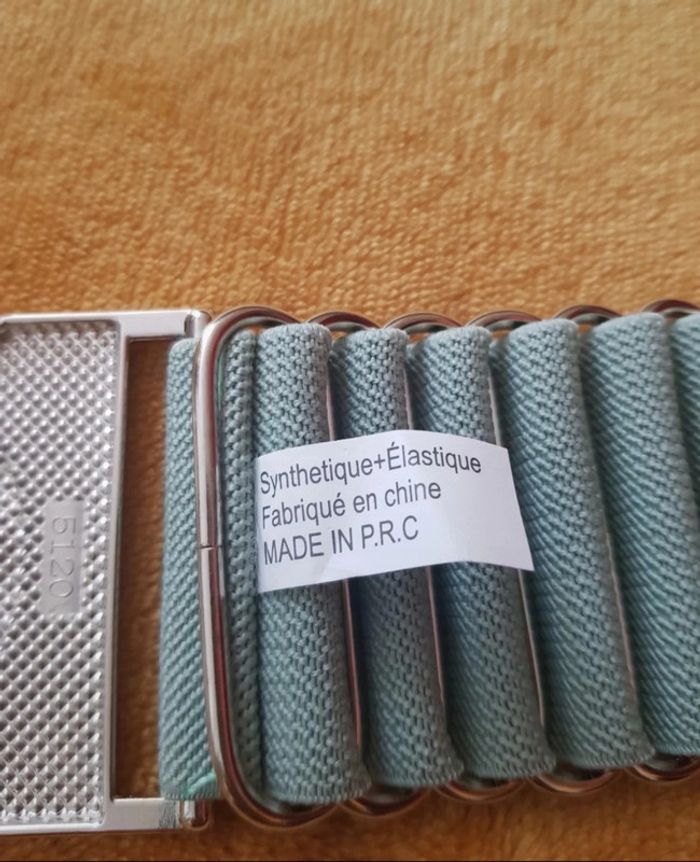 Synthetique+Élastique
Fabriqué en chine
MADE IN P.R.C
5120